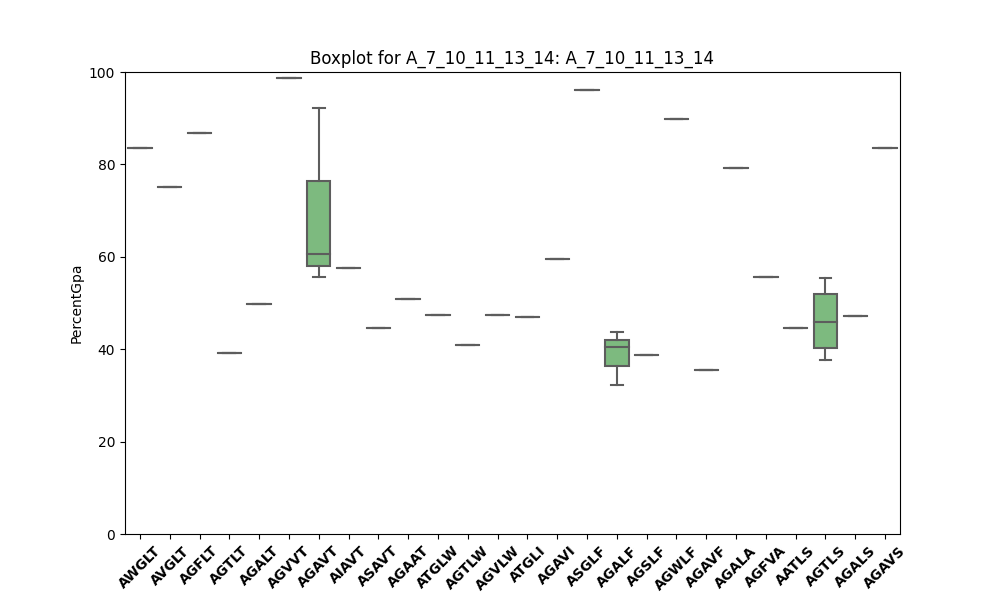 Boxplot for A_7_10_11_13_14: A_7_10_11_13_14
100
80
60
40
20
0
PercentGpa
AWGLT
AVGLT
AGFLT
AGTLT
AGALT
AGVVT
AGAVT
AIAVT
ASAVT
AGAAT
ATGLW
AGTLW
AGVLW
ATGLI
AGAVI
ASGLF
AGALF
AGSLF
AGWLF
AGAVF
AGALA
AGFVA
AATLS
AGTLS
AGALS
AGAVS